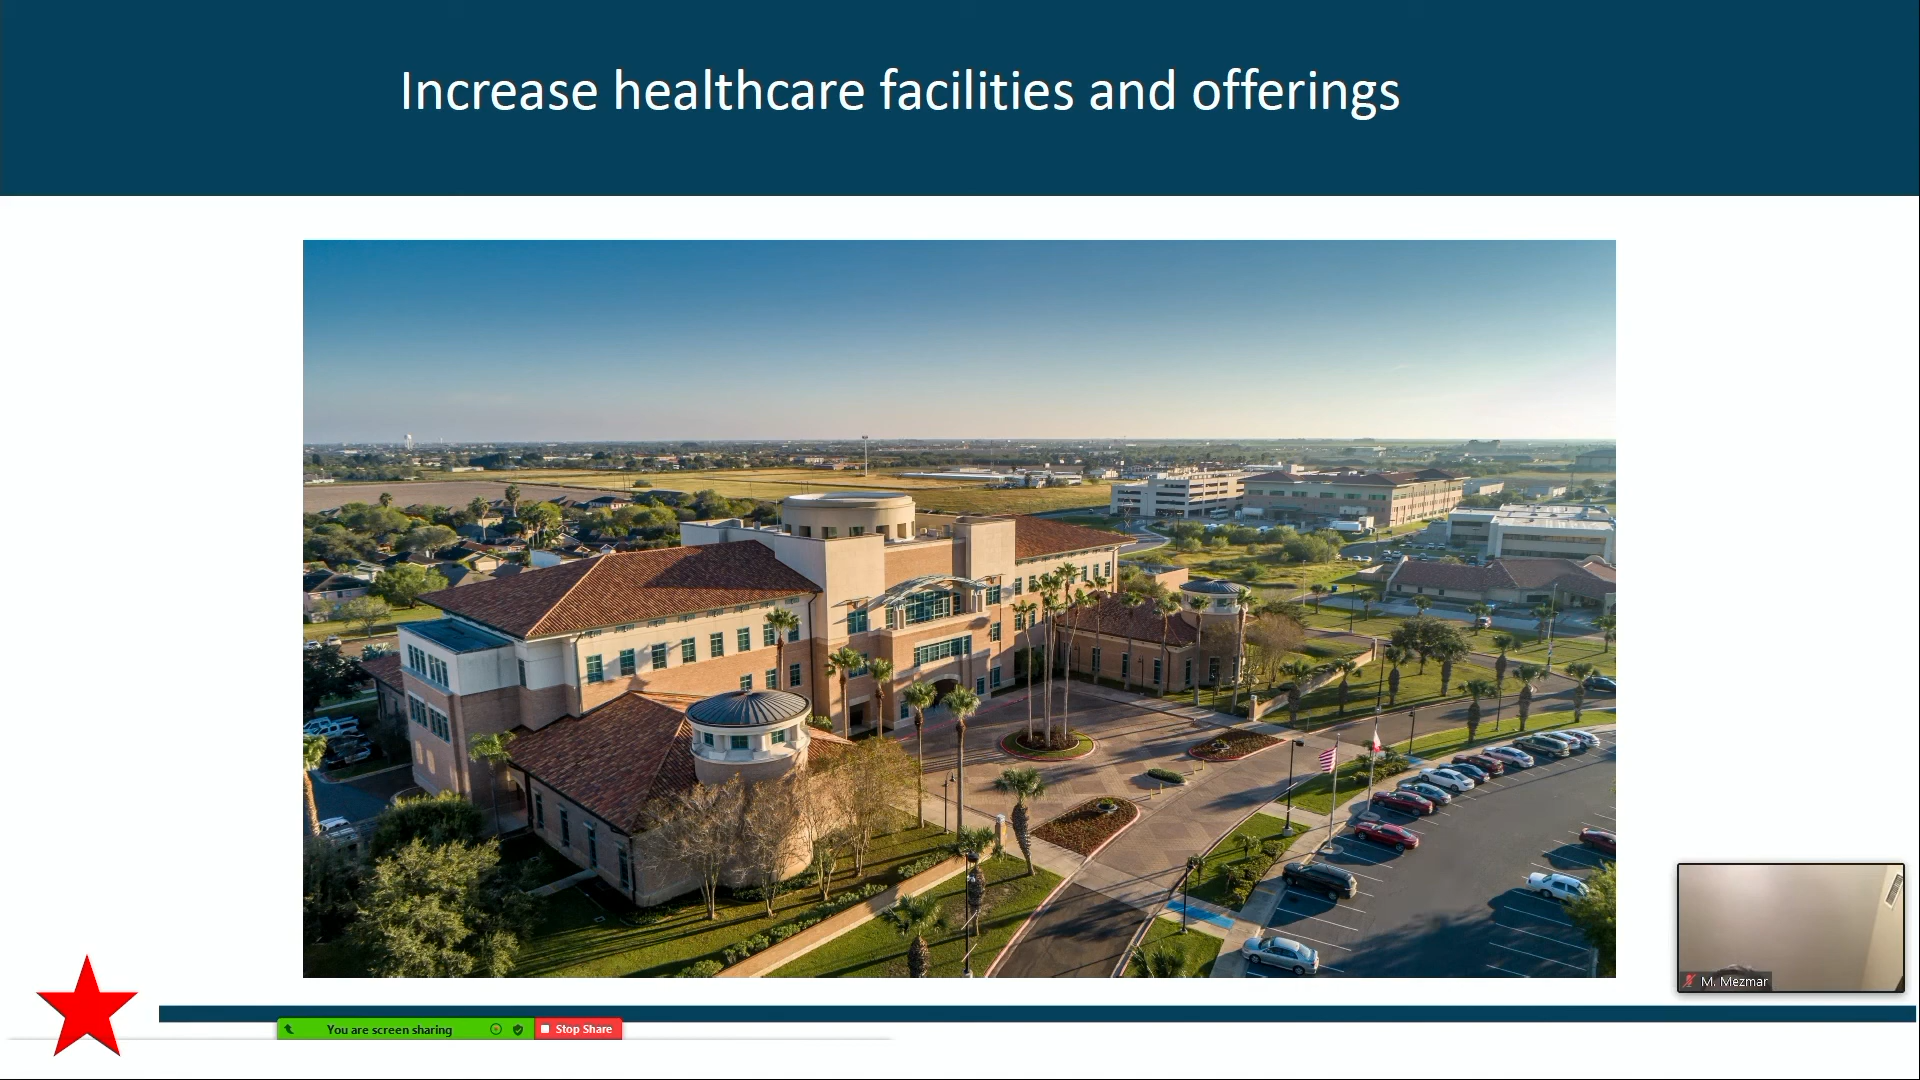 Increase healthcare facilities and offerings
M. Mezmar
You are screen sharing
Stop Share